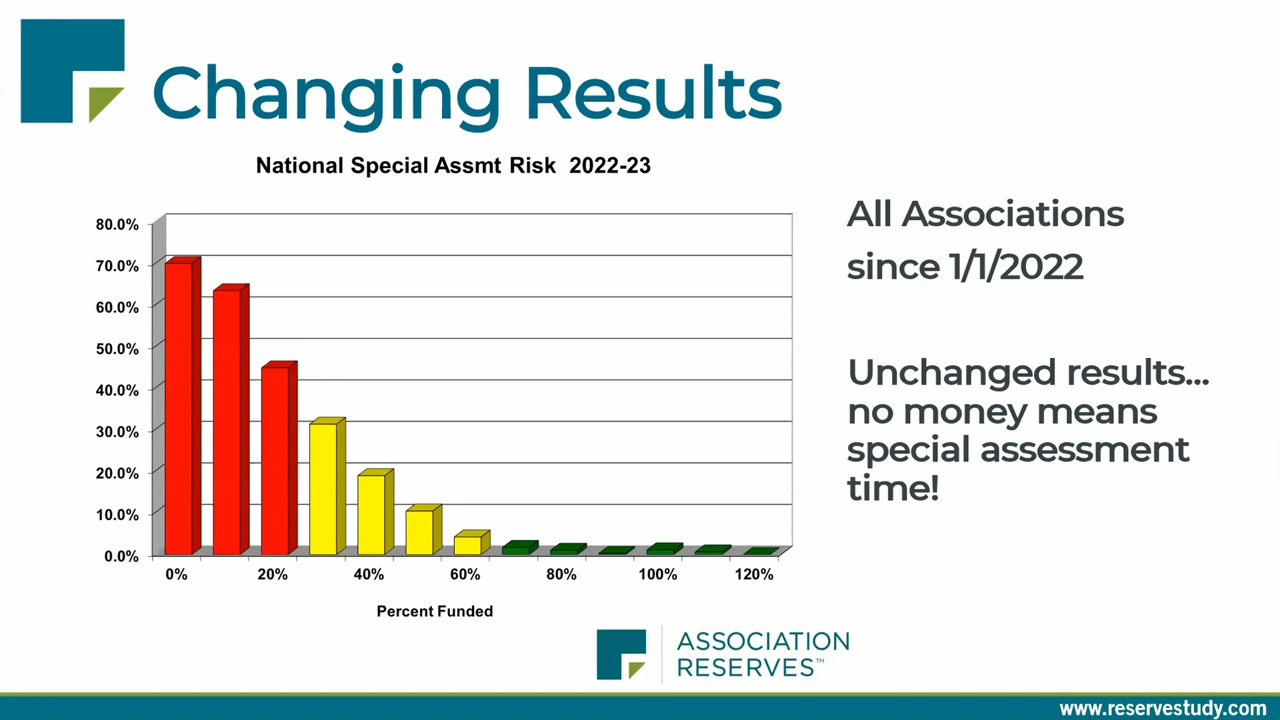 Changing Results
National Special Assmt Risk 2022-23
80.0%
70.0%
60.0%
50.0%
40.0%
30.0%
20.0%
10.0%
0.0%
0% 20% 40% 60% 80% 100% 120%
Percent Funded
All Associations
since 1/1/2022
Unchanged results...
no money means
special assessment
time!
ASSOCIATION
RESERVES™
www.reservestudy.com